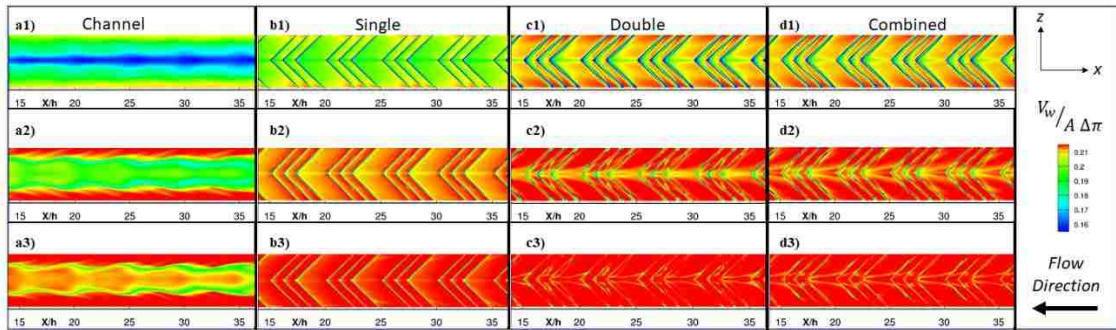 a1) Channel b1) Single c1) Double d1) Combined
15 X/h 20 25 30 35 15 X/h 20 25 30 35 15 X/h 20 25 30 35 15 X/h 20 25 30 35
a2) b2) c2) d2)
15 X/h 20 25 30 35 15 X/h 20 25 30 35 15 X/h 20 25 30 35 15 X/h 20 25 30 35
a3) b3) c3) d3)
15 X/h 20 25 30 35 15 X/h 20 25 30 35 15 X/h 20 25 30 35 15 X/h 20 25 30 35
z
x
V_w/A Δπ
0.21
0.2
0.19
0.18
0.17
0.16
Flow
Direction